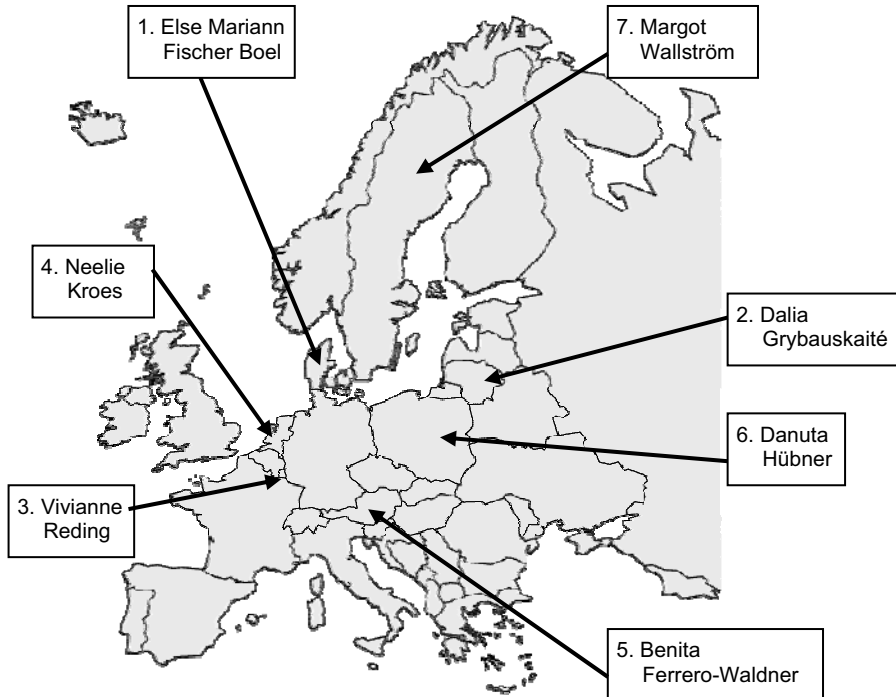 1. Else Mariann
Fischer Boel
7. Margot
Wallström
4. Neelie
Kroes
2. Dalia
Grybauskaité
6. Danuta
Hübner
3. Vivianne
Reding
5. Benita
Ferrero-Waldner